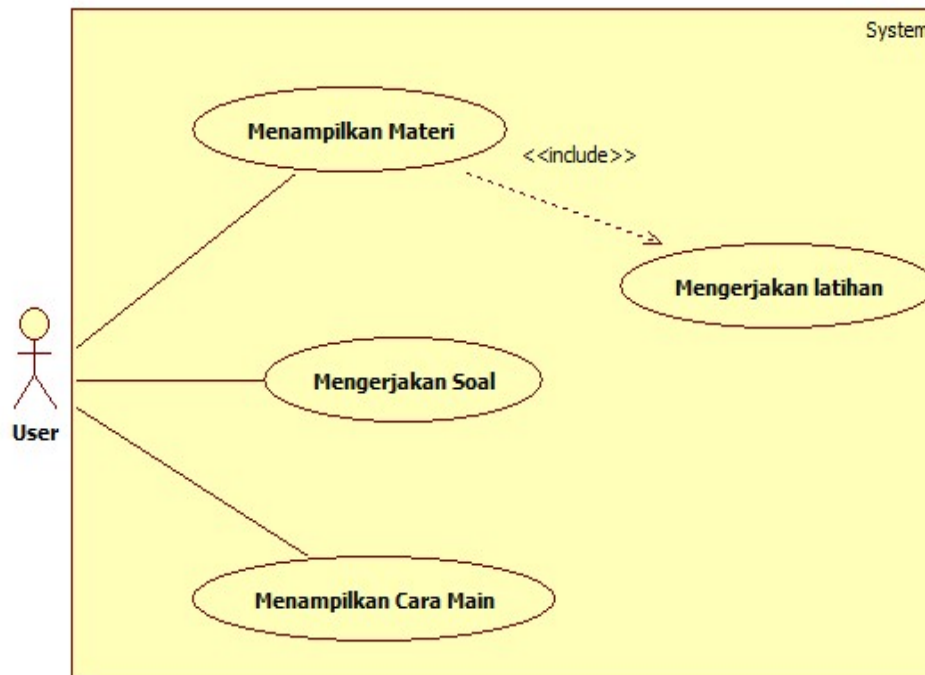 System
Menampilkan Materi
<<include>>
Mengerjakan latihan
Mengerjakan Soal
User
Menampilkan Cara Main